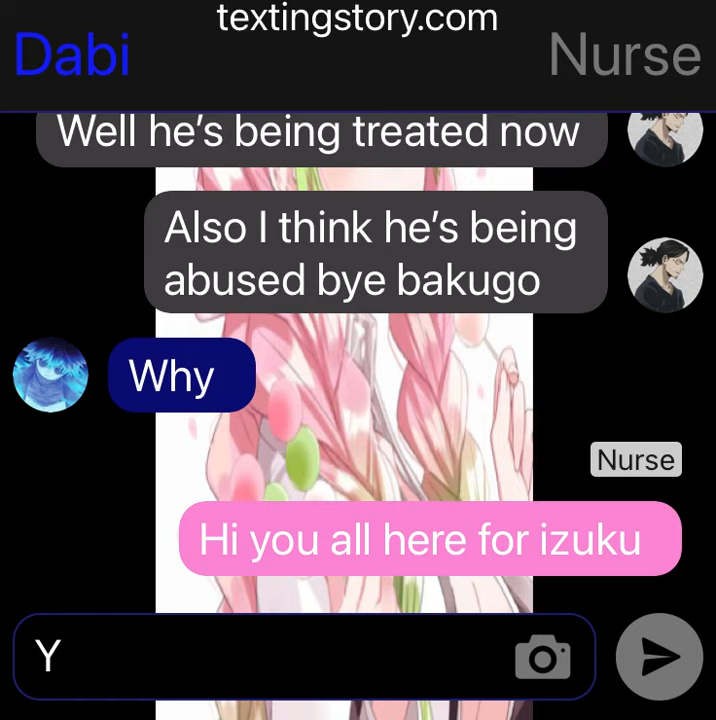 textingstory.com
Dabi
Nurse
Well he’s being treated now
Also I think he’s being
abused bye bakugo
Why
Nurse
Hi you all here for izuku
Y